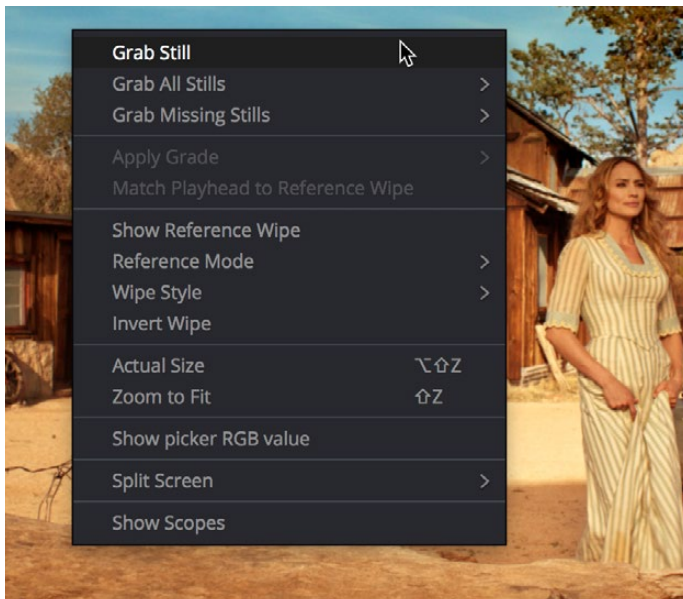 Grab Still
Grab All Stills
Grab Missing Stills
Apply Grade
Match Playhead to Reference Wipe
Show Reference Wipe
Reference Mode
Wipe Style
Invert Wipe
Actual Size ⌥⇧Z
Zoom to Fit ⇧Z
Show picker RGB value
Split Screen
Show Scopes